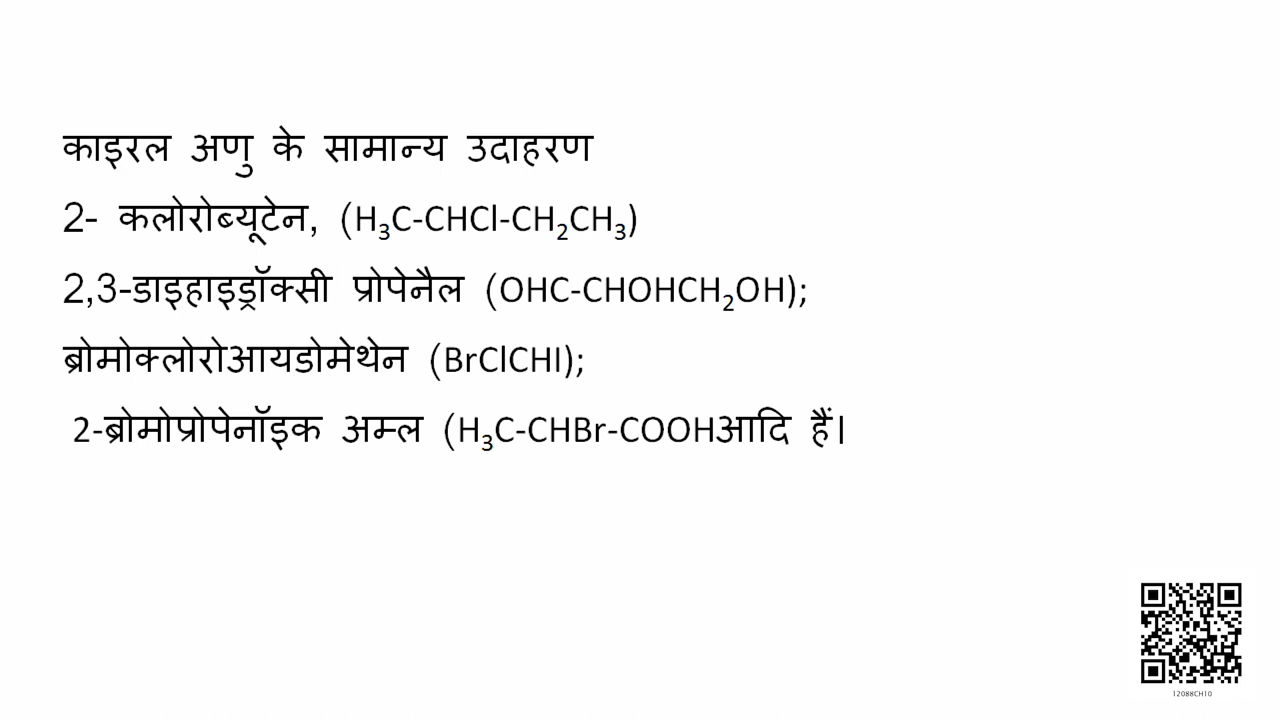 काइरल अणु के सामान्य उदाहरण
2- कलोरोब्यूटेन, (H₃C-CHCl-CH₂CH₃)
2,3-डाइहाइड्रॉक्सी प्रोपेनैल (OHC-CHOHCH₂OH);
ब्रोमोक्लोरोआयडोमेथेन (BrClCHI);
2-ब्रोमोप्रोपेनॉइक अम्ल (H₃C-CHBr-COOHआदि हैं।
12088CH10